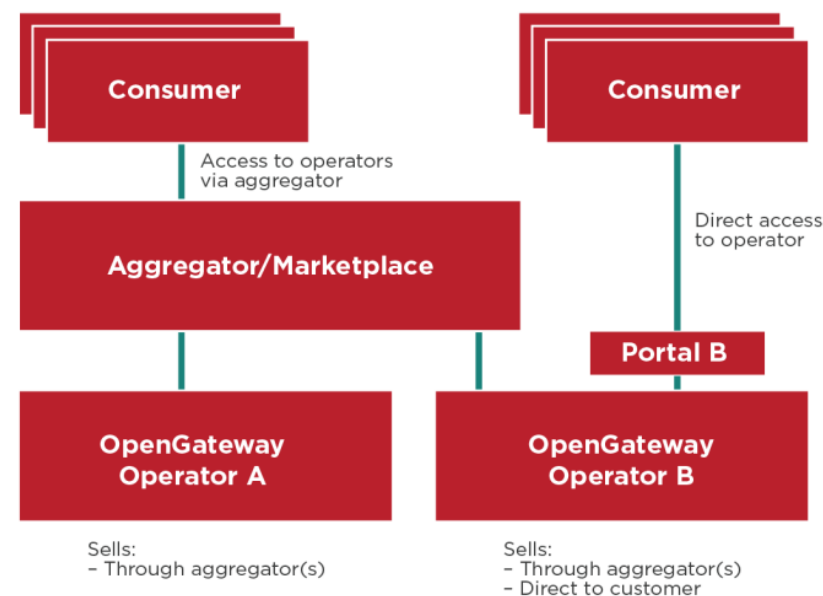 Consumer
Consumer
Access to operators
via aggregator
Direct access
to operator
Aggregator/Marketplace
Portal B
OpenGateway
Operator A
OpenGateway
Operator B
Sells:
– Through aggregator(s)
Sells:
– Through aggregator(s)
– Direct to customer